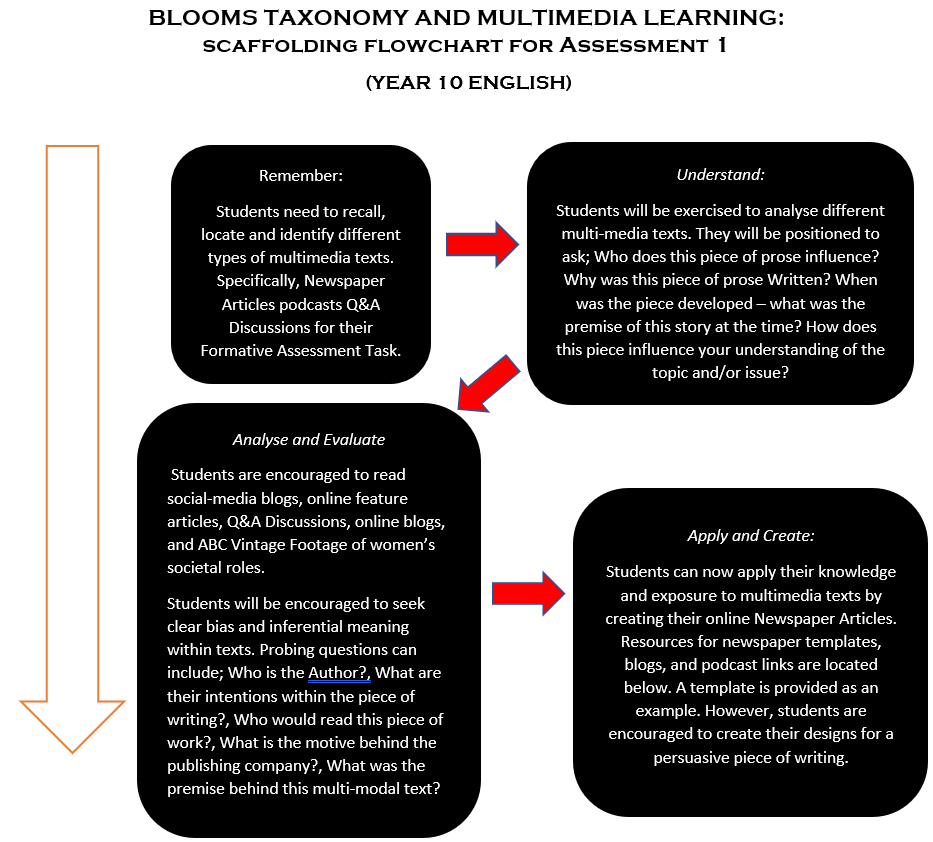 BLOOMS TAXONOMY AND MULTIMEDIA LEARNING:
SCAFFOLDING FLOWCHART FOR ASSESSMENT 1
(YEAR 10 ENGLISH)
Remember:
Students need to recall,
locate and identify different
types of multimedia texts.
Specifically, Newspaper
Articles podcasts Q&A
Discussions for their
Formative Assessment Task.
Understand:
Students will be exercised to analyse different
multi-media texts. They will be positioned to
ask; Who does this piece of prose influence?
Why was this piece of prose Written? When
was the piece developed – what was the
premise of this story at the time? How does
this piece influence your understanding of the
topic and/or issue?
Analyse and Evaluate
Students are encouraged to read
social-media blogs, online feature
articles, Q&A Discussions, online blogs,
and ABC Vintage Footage of women's
societal roles.
Students will be encouraged to seek
clear bias and inferential meaning
within texts. Probing questions can
include; Who is the Author?, What are
their intentions within the piece of
writing?, Who would read this piece of
work?, What is the motive behind the
publishing company?, What was the
premise behind this multi-modal text?
Apply and Create:
Students can now apply their knowledge
and exposure to multimedia texts by
creating their online Newspaper Articles.
Resources for newspaper templates,
blogs, and podcast links are located
below. A template is provided as an
example. However, students are
encouraged to create their designs for a
persuasive piece of writing.